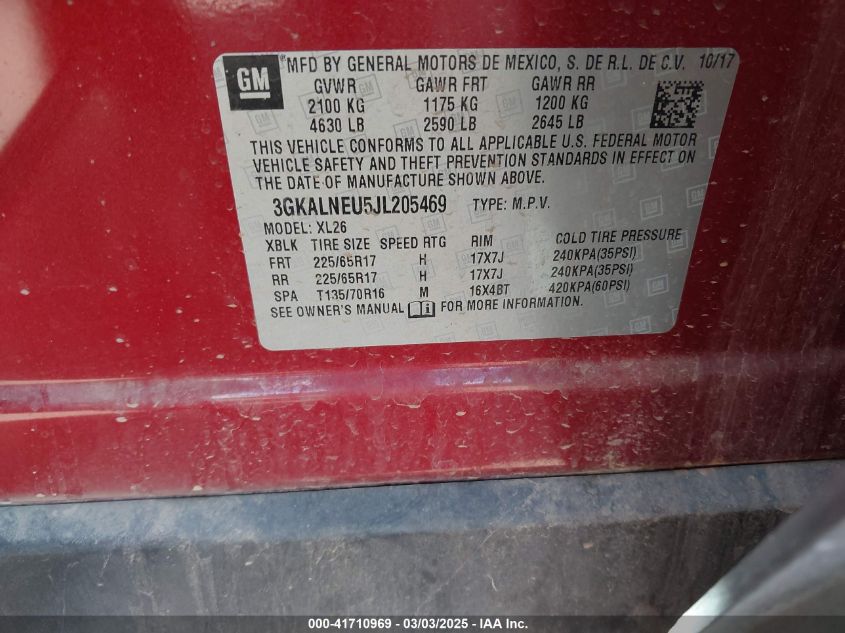 GM ® MFD BY GENERAL MOTORS DE MEXICO, S. DE R.L. DE C.V. 10/17
GVWR GAWR FRT GAWR RR
2100 KG 1175 KG 1200 KG
4630 LB 2590 LB 2645 LB
THIS VEHICLE CONFORMS TO ALL APPLICABLE U.S. FEDERAL MOTOR
VEHICLE SAFETY AND THEFT PREVENTION STANDARDS IN EFFECT ON
THE DATE OF MANUFACTURE SHOWN ABOVE.
3GKALNEU5JL205469 TYPE: M.P.V.
MODEL: XL26
XBLK TIRE SIZE SPEED RTG RIM COLD TIRE PRESSURE
FRT 225/65R17 H 17X7J 240KPA(35PSI)
RR 225/65R17 H 17X7J 240KPA(35PSI)
SPA T135/70R16 M 16X4BT 420KPA(60PSI)
SEE OWNER'S MANUAL i FOR MORE INFORMATION.
000-41710969 - 03/03/2025 - IAA Inc.